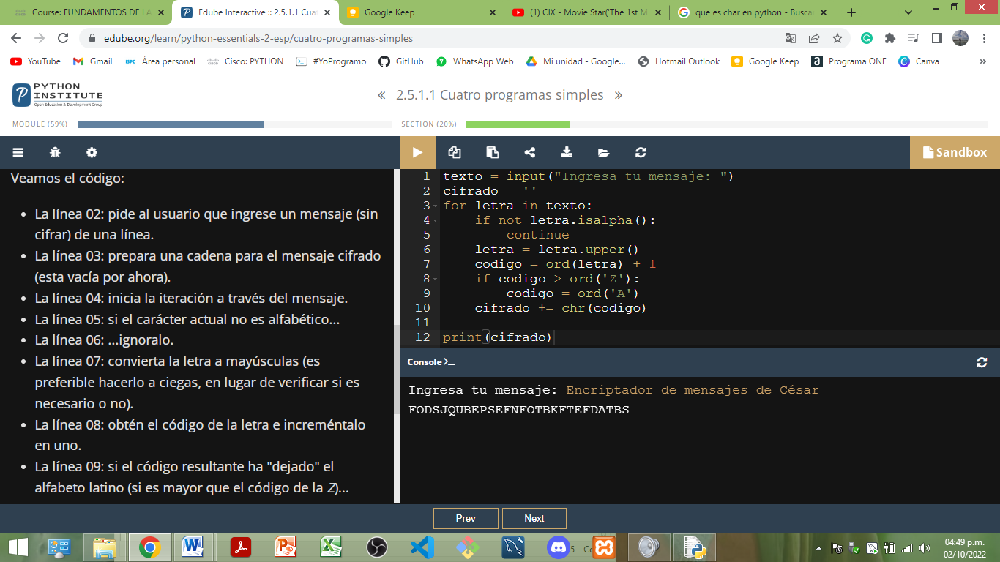 Course: FUNDAMENTOS DE LA
Edube Interactive :: 2.5.1.1 Cua
Google Keep
(1) CIX - Movie Star('The 1st M
que es char en python - Busca
edube.org/learn/python-essentials-2-esp/cuatro-programas-simples
YouTube
Gmail
Área personal
Cisco: PYTHON
#YoProgramo
GitHub
WhatsApp Web
Mi unidad - Google...
Hotmail Outlook
Google Keep
Programa ONE
Canva
PYTHON
INSTITUTE
Open Education & Development Group
« 2.5.1.1 Cuatro programas simples »
MODULE (59%)
SECTION (20%)
Sandbox
Veamos el código:
• La línea 02: pide al usuario que ingrese un mensaje (sin
cifrar) de una línea.
• La línea 03: prepara una cadena para el mensaje cifrado
(esta vacía por ahora).
• La línea 04: inicia la iteración a través del mensaje.
• La línea 05: si el carácter actual no es alfabético...
• La línea 06: ...ignoralo.
• La línea 07: convierta la letra a mayúsculas (es
preferible hacerlo a ciegas, en lugar de verificar si es
necesario o no).
• La línea 08: obtén el código de la letra e increméntalo
en uno.
• La línea 09: si el código resultante ha "dejado" el
alfabeto latino (si es mayor que el código de la Z)...
1 texto = input("Ingresa tu mensaje: ")
2 cifrado = ''
3 for letra in texto:
4     if not letra.isalpha():
5         continue
6     letra = letra.upper()
7     codigo = ord(letra) + 1
8     if codigo > ord('Z'):
9         codigo = ord('A')
10     cifrado += chr(codigo)
11
12 print(cifrado)
Console >_
Ingresa tu mensaje: Encriptador de mensajes de César
FODSJQUBEPSEFNFOTBKFTEFDATBS
Prev
Next
04:49 p.m.
02/10/2022